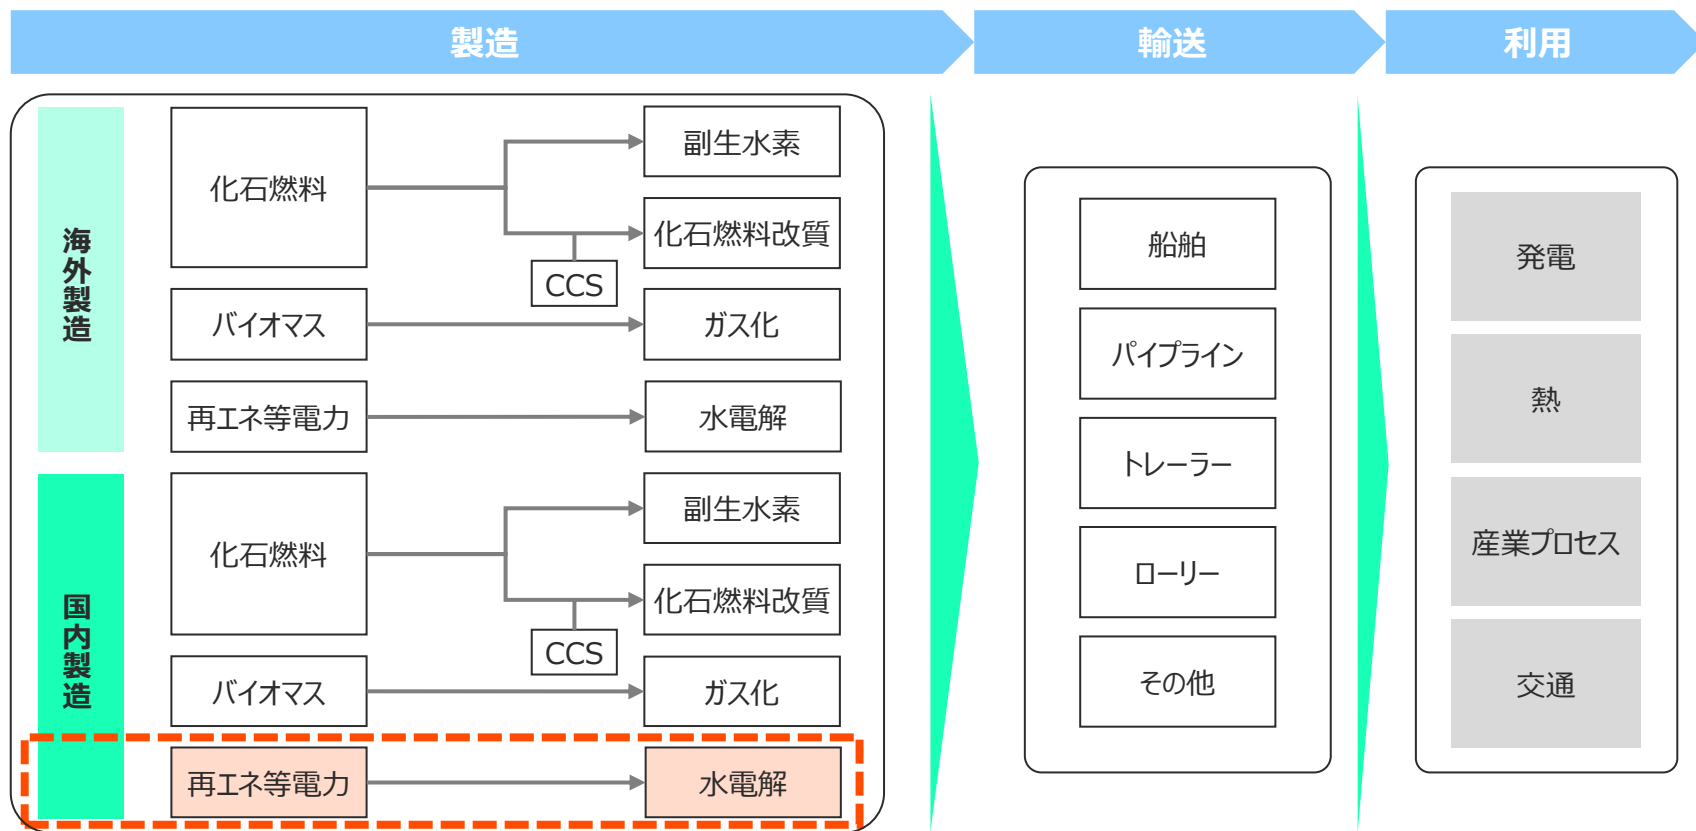 製造
輸送
利用
海外製造
化石燃料
副生水素
化石燃料改質
CCS
バイオマス
ガス化
再エネ等電力
水電解
国内製造
化石燃料
副生水素
化石燃料改質
CCS
バイオマス
ガス化
再エネ等電力
水電解
船舶
パイプライン
トレーラー
ローリー
その他
発電
熱
産業プロセス
交通